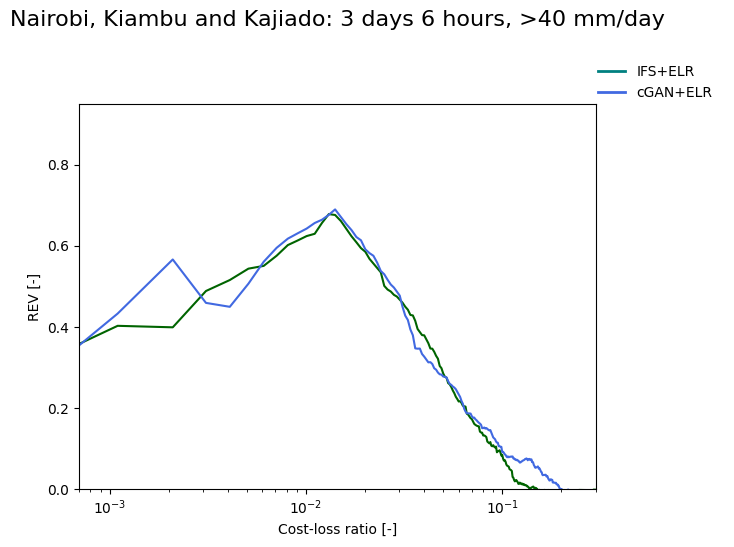 Nairobi, Kiambu and Kajiado: 3 days 6 hours, >40 mm/day
IFS+ELR
cGAN+ELR
0.8
0.6
0.4
0.2
0.0
REV [-]
10⁻³ 10⁻² 10⁻¹
Cost-loss ratio [-]